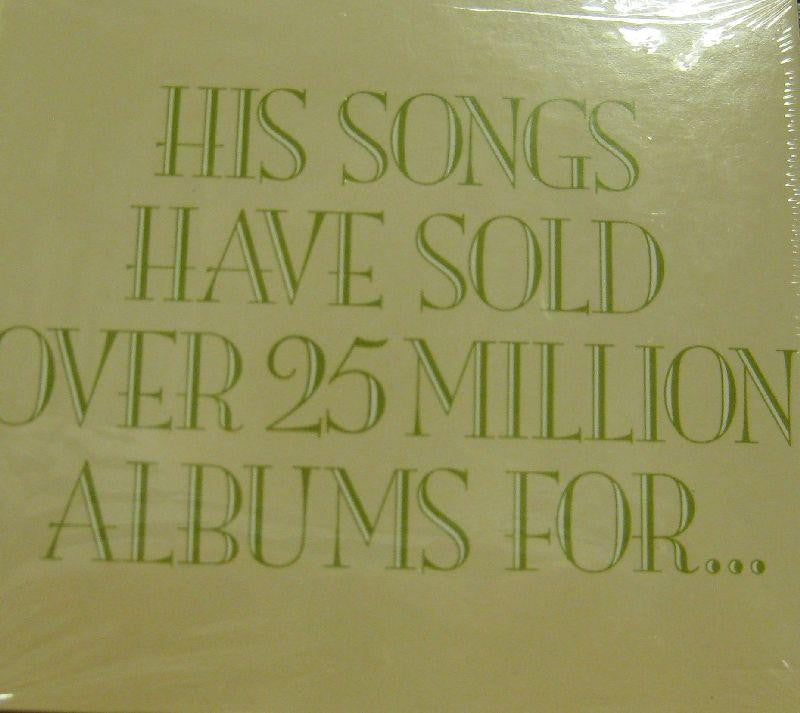 HIS SONGS
HAVE SOLD
OVER 25 MILLION
ALBUMS FOR...